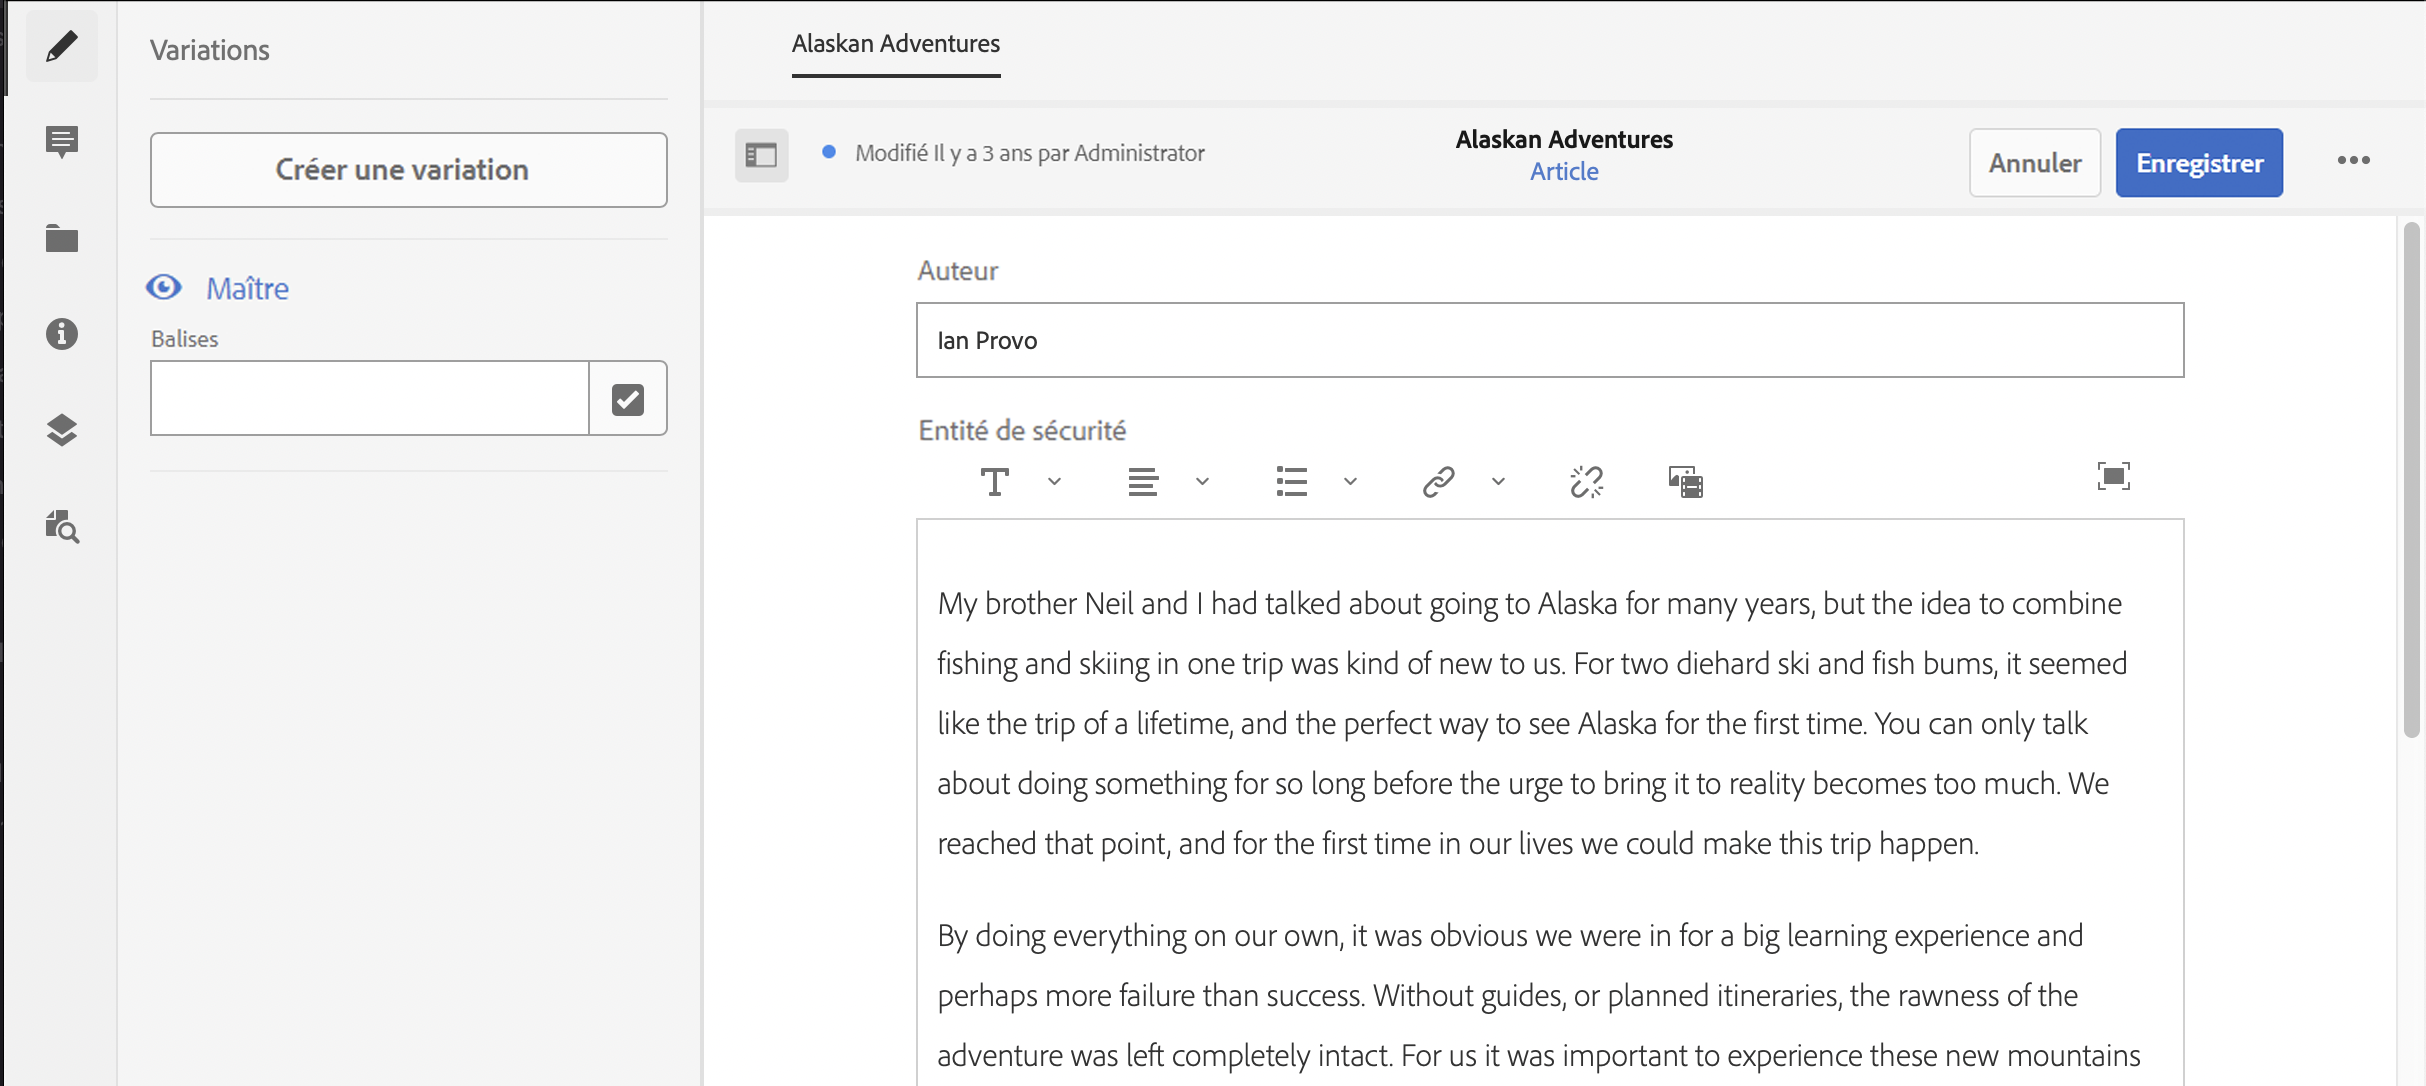 Variations
Créer une variation
Maître
Balises
Alaskan Adventures
Modifié Il y a 3 ans par Administrator
Alaskan Adventures
Article
Annuler
Enregistrer
Auteur
Ian Provo
Entité de sécurité
My brother Neil and I had talked about going to Alaska for many years, but the idea to combine
fishing and skiing in one trip was kind of new to us. For two diehard ski and fish bums, it seemed
like the trip of a lifetime, and the perfect way to see Alaska for the first time. You can only talk
about doing something for so long before the urge to bring it to reality becomes too much. We
reached that point, and for the first time in our lives we could make this trip happen.
By doing everything on our own, it was obvious we were in for a big learning experience and
perhaps more failure than success. Without guides, or planned itineraries, the rawness of the
adventure was left completely intact. For us it was important to experience these new mountains